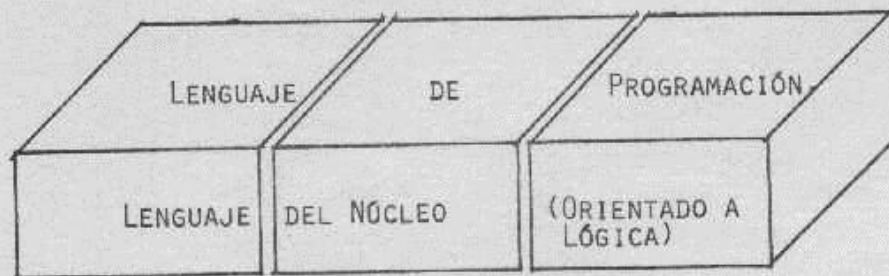 LENGUAJE DE PROGRAMACIÓN.
LENGUAJE DEL NÚCLEO (ORIENTADO A
LÓGICA)